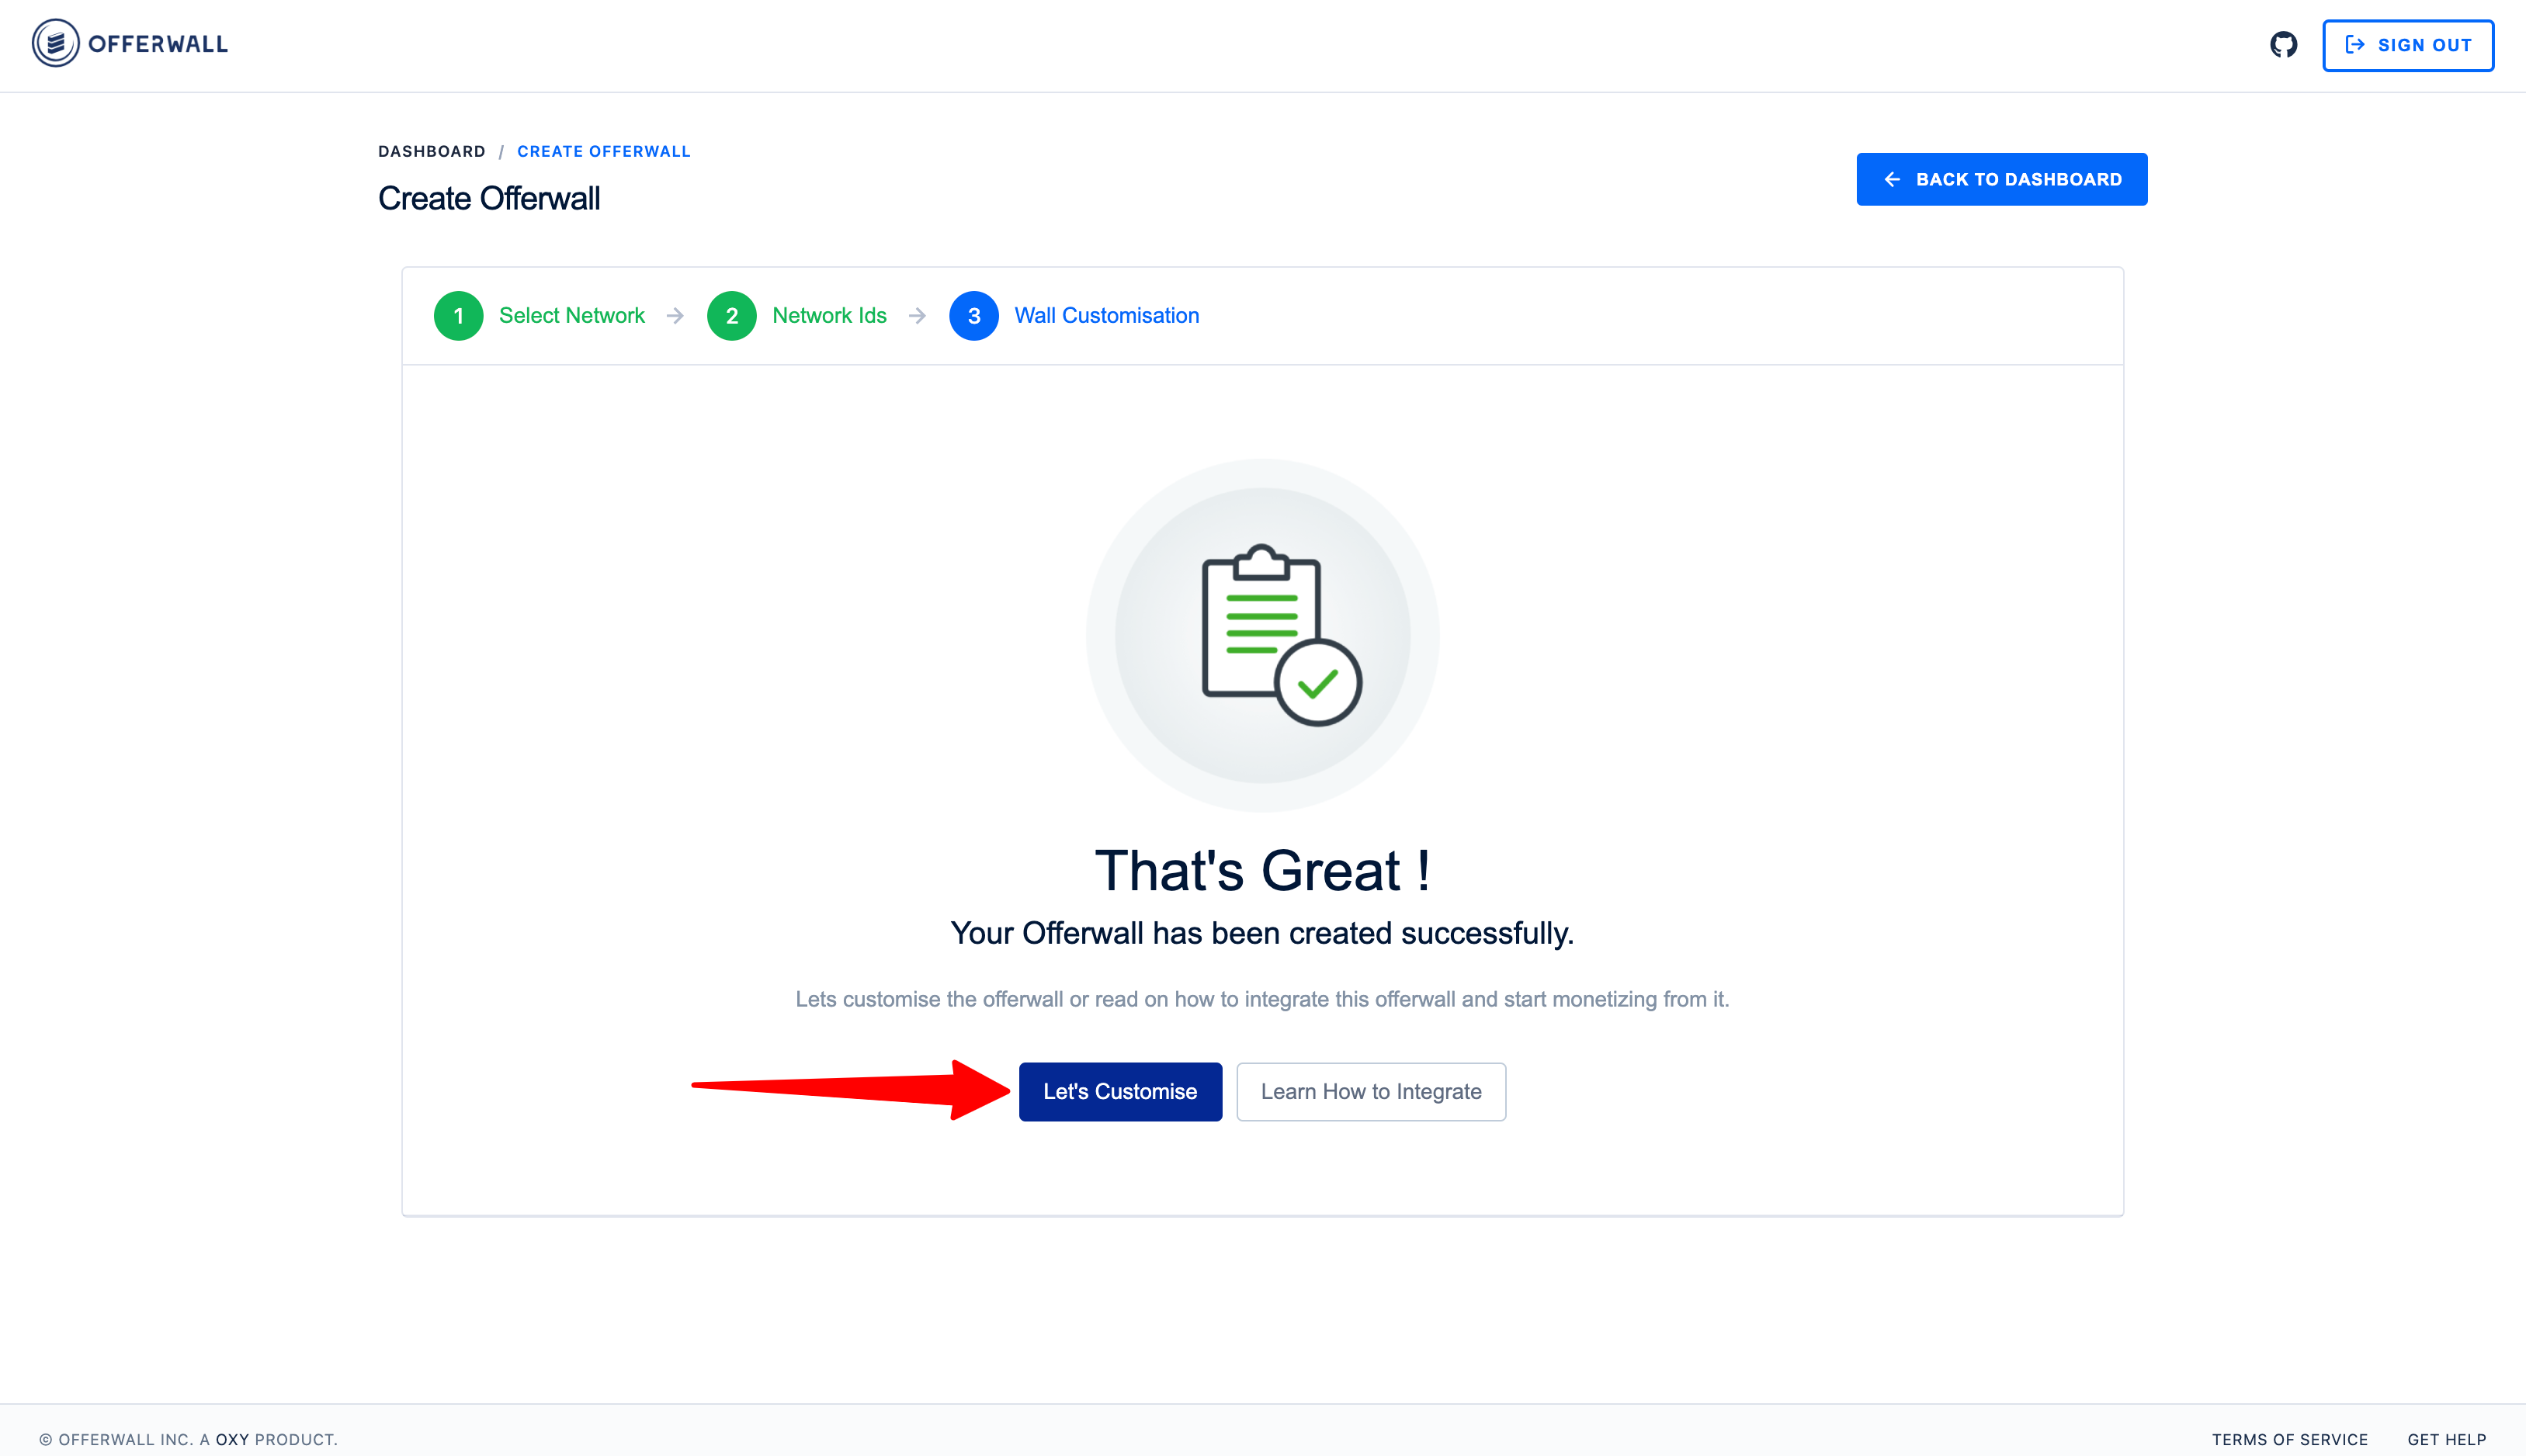 OFFERWALL
SIGN OUT
DASHBOARD / CREATE OFFERWALL
Create Offerwall
BACK TO DASHBOARD
1 Select Network 2 Network Ids 3 Wall Customisation
That's Great !
Your Offerwall has been created successfully.
Lets customise the offerwall or read on how to integrate this offerwall and start monetizing from it.
Let's Customise Learn How to Integrate
© OFFERWALL INC. A OXY PRODUCT. TERMS OF SERVICE GET HELP